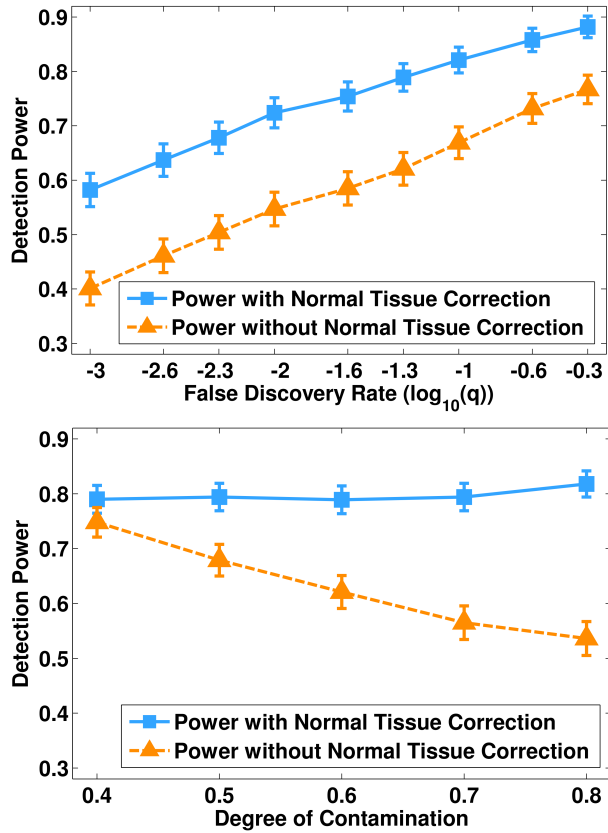 0.9
0.8
0.7
0.6
0.5
0.4
0.3
Detection Power
Power with Normal Tissue Correction
Power without Normal Tissue Correction
-3 -2.6 -2.3 -2 -1.6 -1.3 -1 -0.6 -0.3
False Discovery Rate (log10(q))
0.9
0.8
0.7
0.6
0.5
0.4
0.3
Detection Power
Power with Normal Tissue Correction
Power without Normal Tissue Correction
0.4 0.5 0.6 0.7 0.8
Degree of Contamination